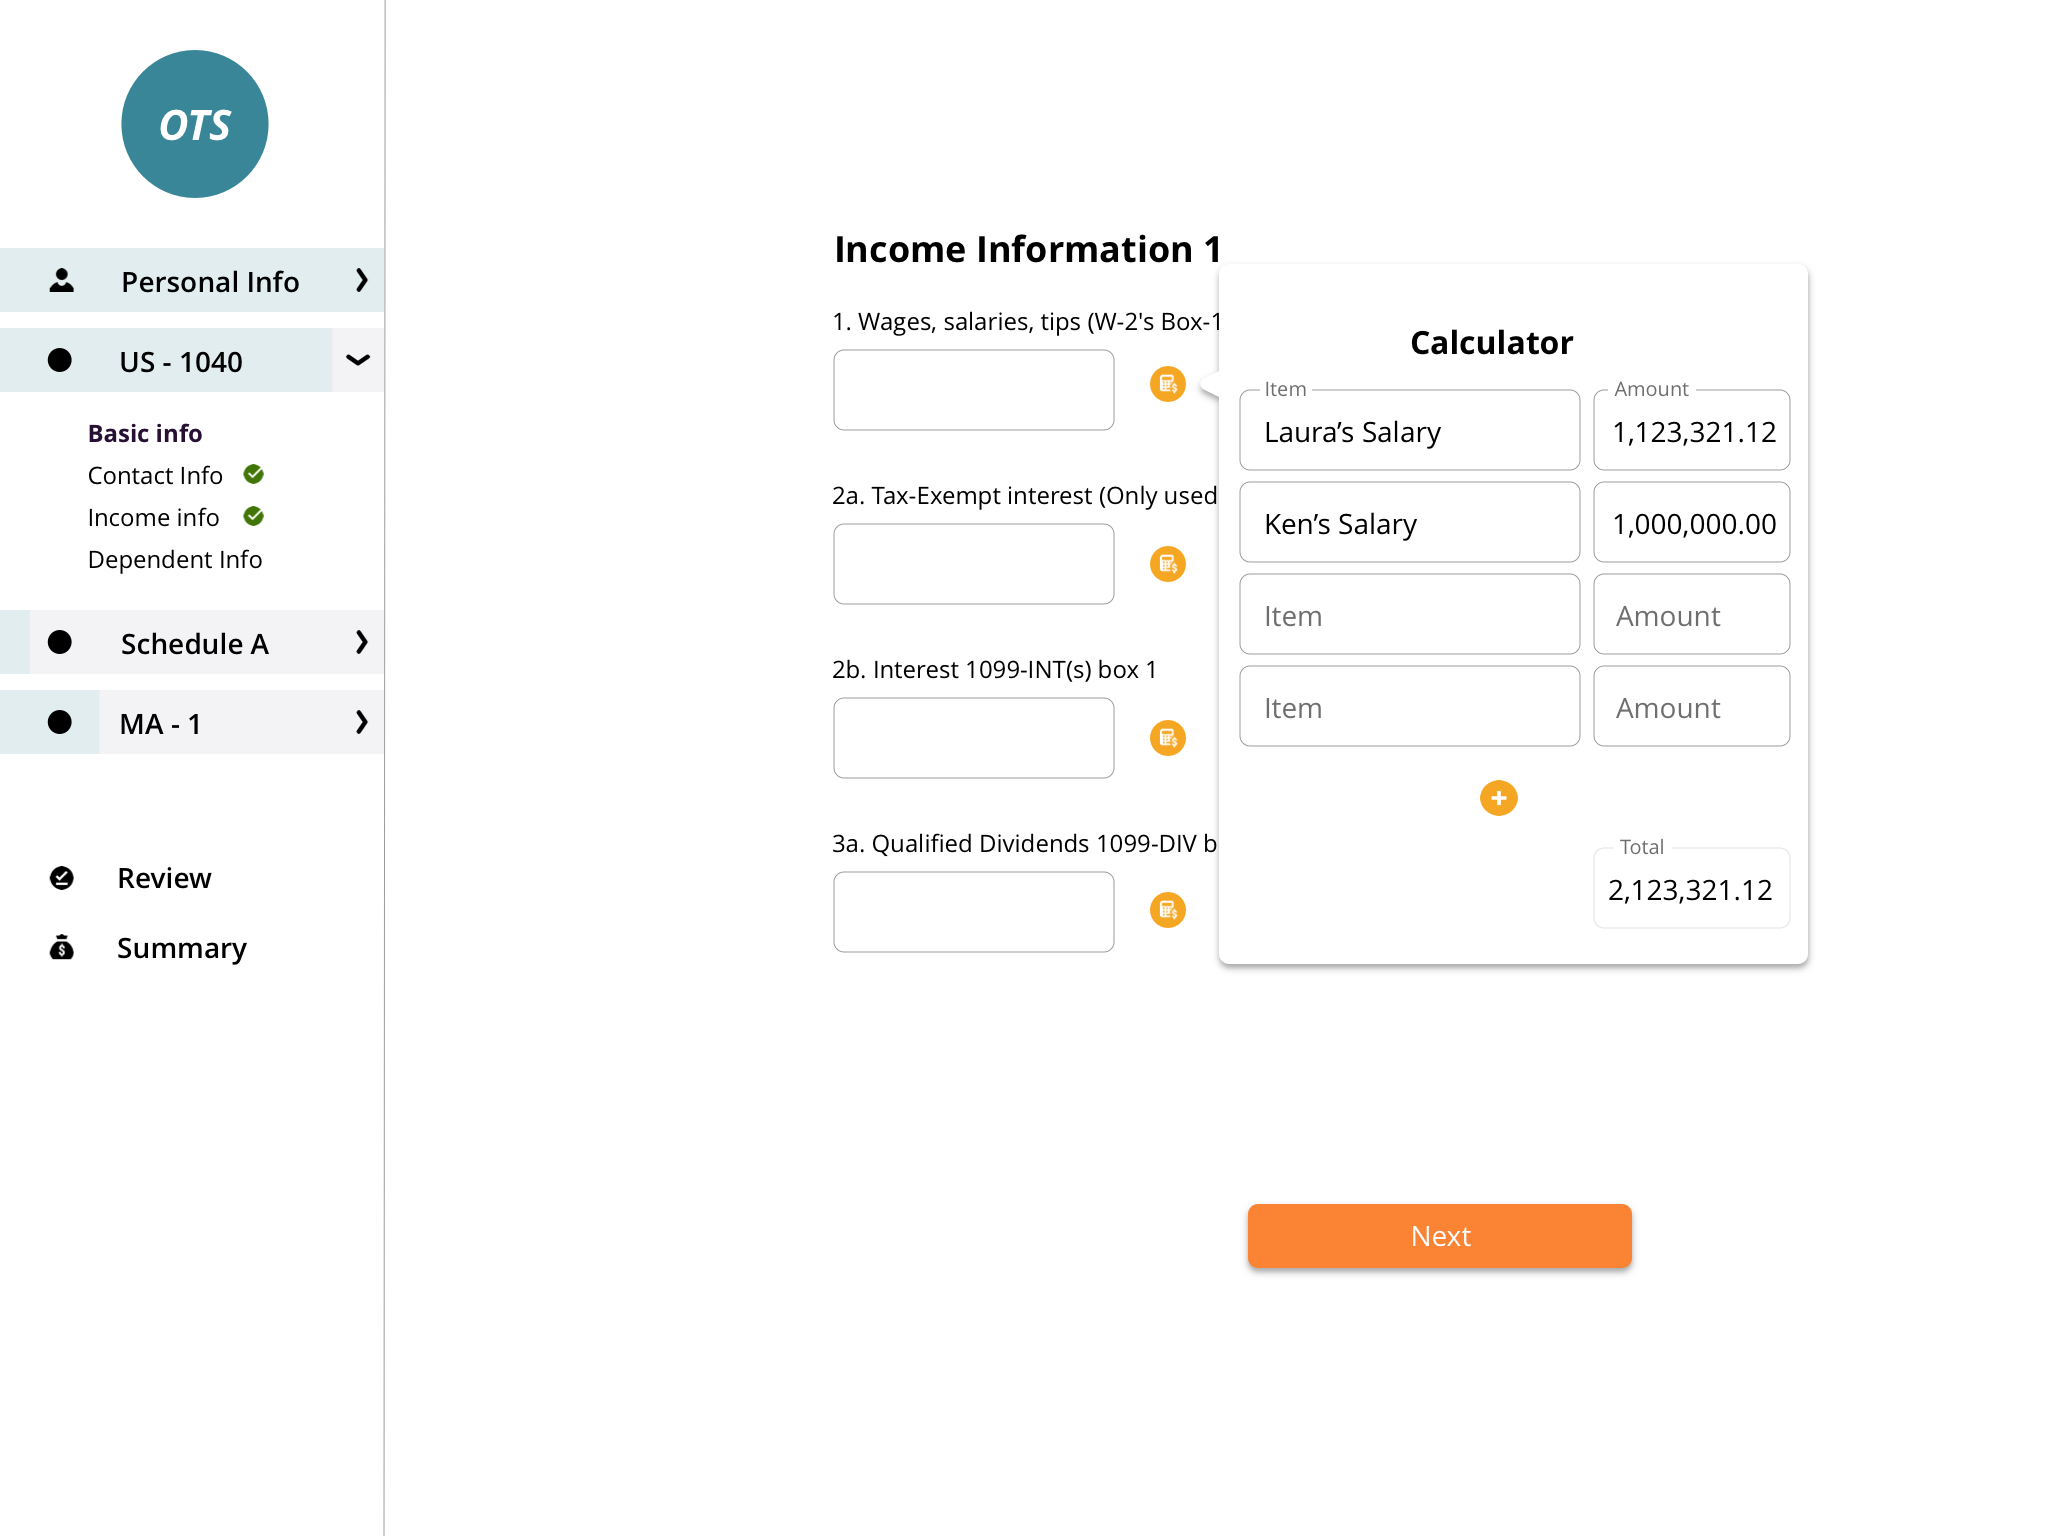 OTS
Personal Info
US - 1040
Basic info
Contact Info
Income info
Dependent Info
Schedule A
MA - 1
Review
Summary
Income Information 1
1. Wages, salaries, tips (W-2's Box-1
2a. Tax-Exempt interest (Only used
2b. Interest 1099-INT(s) box 1
3a. Qualified Dividends 1099-DIV b
Calculator
Item Amount
Laura’s Salary 1,123,321.12
Ken’s Salary 1,000,000.00
Item Amount
Item Amount
Total
2,123,321.12
Next